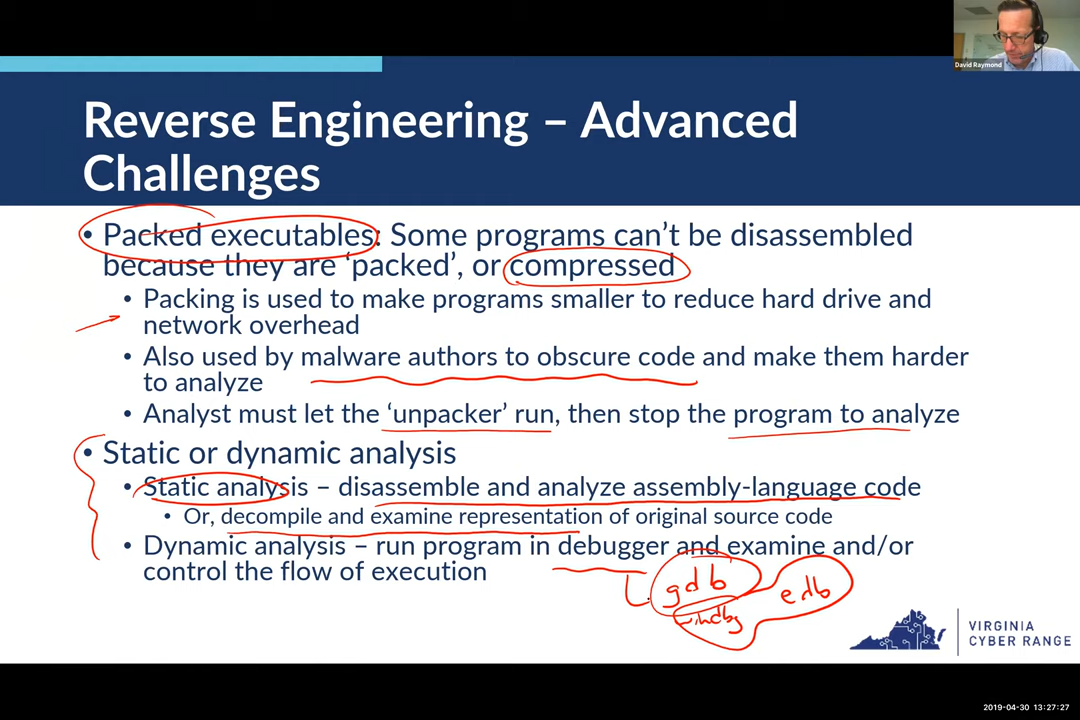 David Raymond
Reverse Engineering – Advanced
Challenges
• Packed executables: Some programs can't be disassembled
because they are 'packed', or compressed
• Packing is used to make programs smaller to reduce hard drive and
network overhead
• Also used by malware authors to obscure code and make them harder
to analyze
• Analyst must let the 'unpacker' run, then stop the program to analyze
• Static or dynamic analysis
• Static analysis – disassemble and analyze assembly-language code
• Or, decompile and examine representation of original source code
• Dynamic analysis – run program in debugger and examine and/or
control the flow of execution
gdb edb
windbg
VIRGINIA
CYBER RANGE
2019-04-30 13:27:27